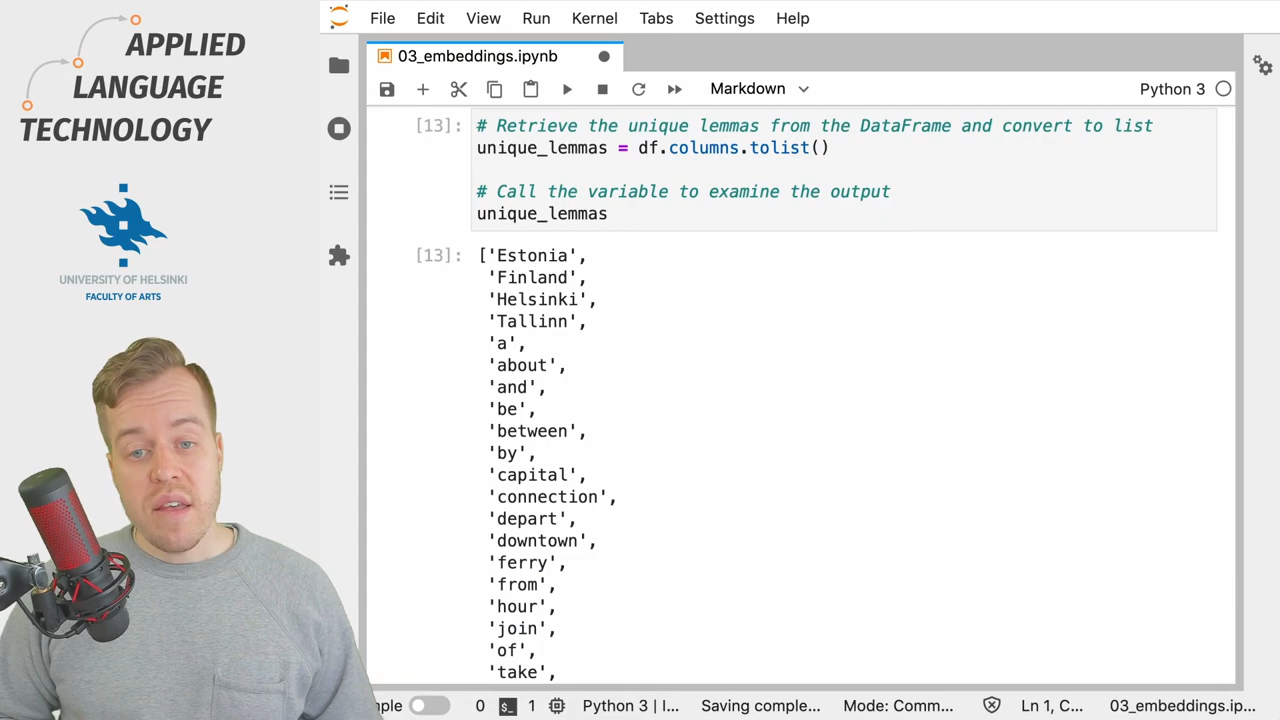 APPLIED
LANGUAGE
TECHNOLOGY
UNIVERSITY OF HELSINKI
FACULTY OF ARTS
File Edit View Run Kernel Tabs Settings Help
03_embeddings.ipynb
Markdown
Python 3
[13]: # Retrieve the unique lemmas from the DataFrame and convert to list
unique_lemmas = df.columns.tolist()
# Call the variable to examine the output
unique_lemmas
[13]: ['Estonia',
'Finland',
'Helsinki',
'Tallinn',
'a',
'about',
'and',
'be',
'between',
'by',
'capital',
'connection',
'depart',
'downtown',
'ferry',
'from',
'hour',
'join',
'of',
'take',
mple 0 $_ 1 Python 3 | I... Saving comple... Mode: Comm... Ln 1, C... 03_embeddings.ip...